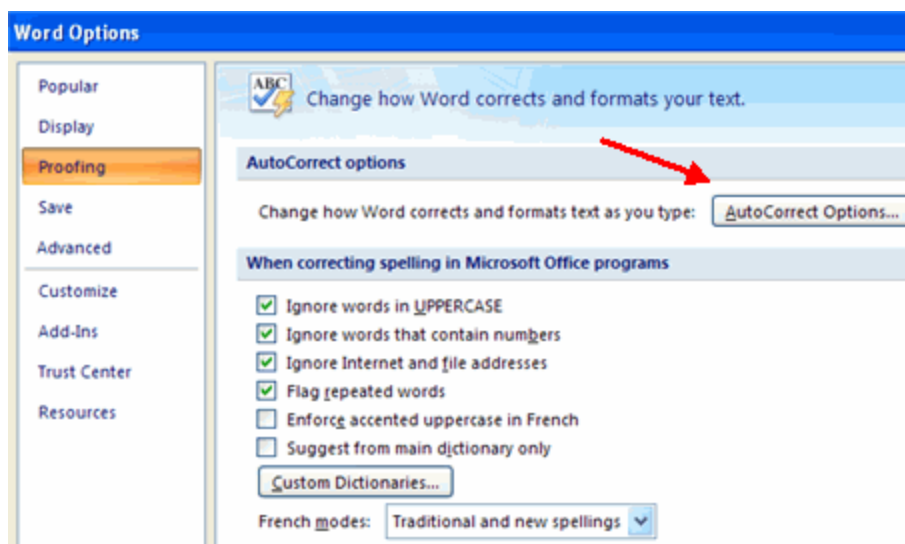 Word Options
Popular
Display
Proofing
Save
Advanced
Customize
Add-Ins
Trust Center
Resources
ABC
Change how Word corrects and formats your text.
AutoCorrect options
Change how Word corrects and formats text as you type: AutoCorrect Options...
When correcting spelling in Microsoft Office programs
Ignore words in UPPERCASE
Ignore words that contain numbers
Ignore Internet and file addresses
Flag repeated words
Enforce accented uppercase in French
Suggest from main dictionary only
Custom Dictionaries...
French modes: Traditional and new spellings